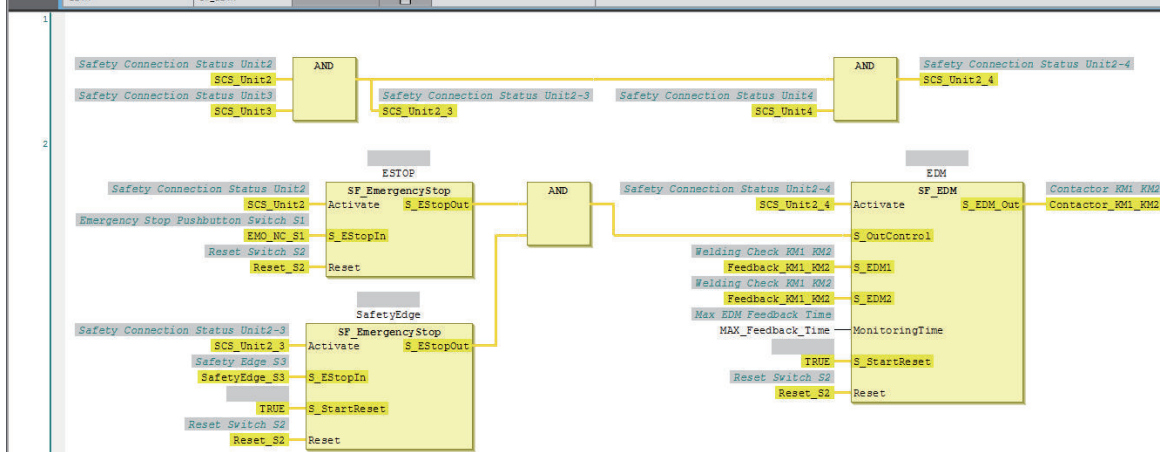 1
AND
AND
Safety Connection Status Unit2
SCS_Unit2
Safety Connection Status Unit3
SCS_Unit3
Safety Connection Status Unit2-3
SCS_Unit2_3
Safety Connection Status Unit4
SCS_Unit4
Safety Connection Status Unit2-4
SCS_Unit2_4
2
ESTOP
SF_EmergencyStop
Safety Connection Status Unit2
SCS_Unit2 Activate S_EStopOut
Emergency Stop Pushbutton Switch S1
EMO_NC_S1 S_EStopIn
Reset Switch S2
Reset_S2 Reset
AND
SafetyEdge
SF_EmergencyStop
Safety Connection Status Unit2-3
SCS_Unit2_3 Activate S_EStopOut
Safety Edge S3
SafetyEdge_S3 S_EStopIn
TRUE S_StartReset
Reset Switch S2
Reset_S2 Reset
EDM
SF_EDM
Safety Connection Status Unit2-4
SCS_Unit2_4 Activate S_EDM_Out
Contactor KM1 KM2
Contactor_KM1_KM2
S_OutControl
Welding Check KM1 KM2
Feedback_KM1_KM2 S_EDM1
Welding Check KM1 KM2
Feedback_KM1_KM2 S_EDM2
Max EDM Feedback Time
MAX_Feedback_Time MonitoringTime
TRUE S_StartReset
Reset Switch S2
Reset_S2 Reset